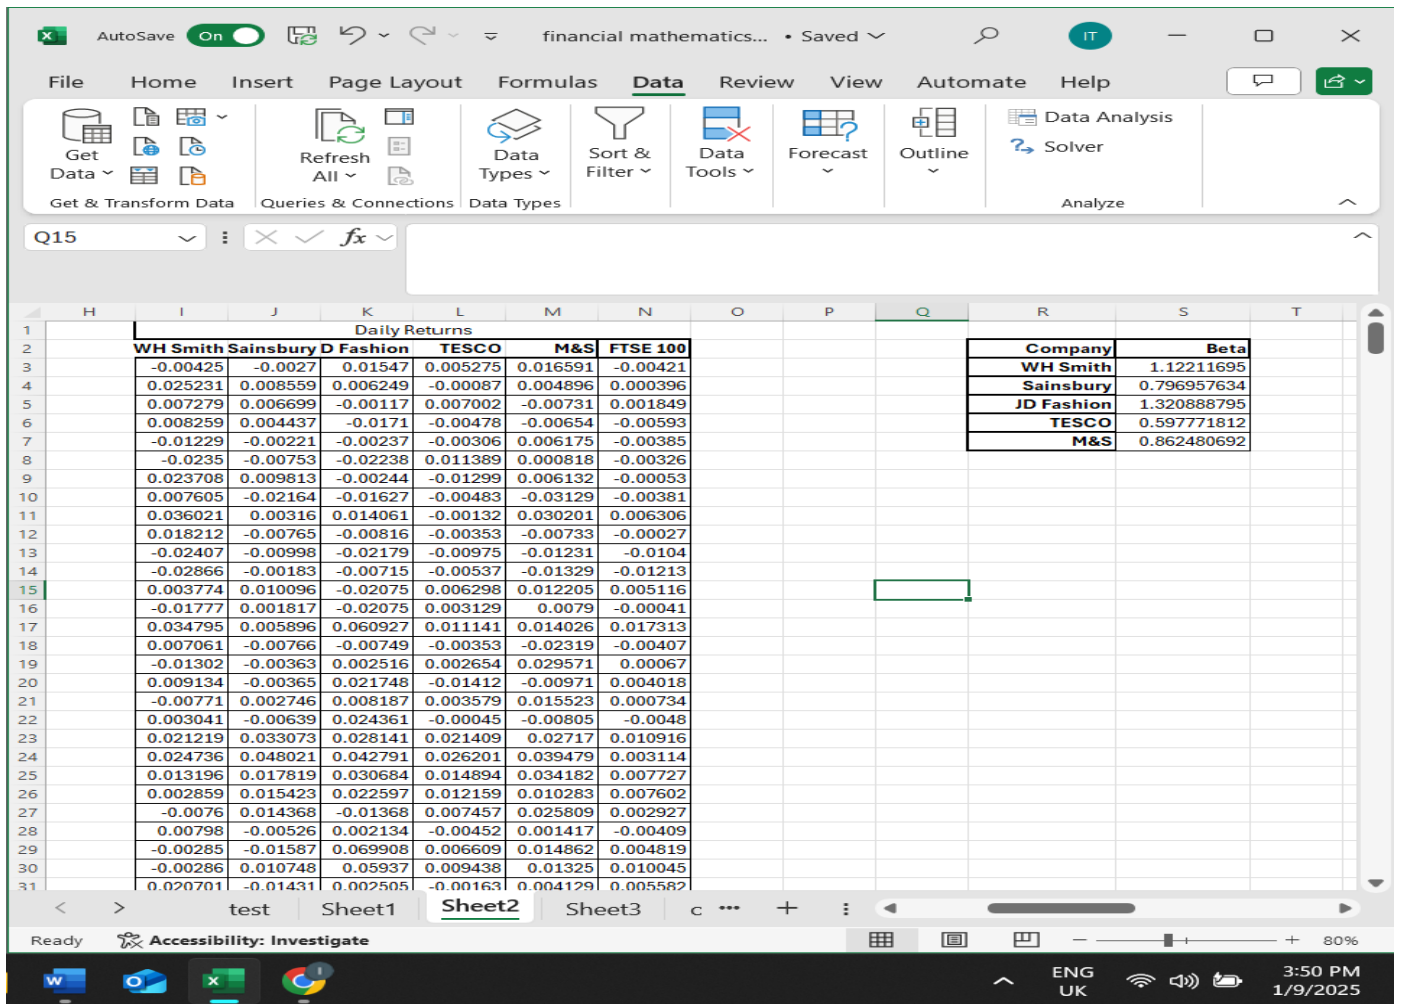 AutoSave On financial mathematics... • Saved IT
File Home Insert Page Layout Formulas Data Review View Automate Help
Get Data
Refresh All
Data Types
Sort & Filter
Data Tools
Forecast
Outline
Data Analysis
Solver
Get & Transform Data Queries & Connections Data Types Analyze
Q15 fx
H I J K L M N O P Q R S T
1 Daily Returns
2 WH Smith Sainsbury D Fashion TESCO M&S FTSE 100 Company Beta
3 -0.00425 -0.0027 0.01547 0.005275 0.016591 -0.00421 WH Smith 1.12211695
4 0.025231 0.008559 0.006249 -0.00087 0.004896 0.000396 Sainsbury 0.796957634
5 0.007279 0.006699 -0.00117 0.007002 -0.00731 0.001849 JD Fashion 1.320888795
6 0.008259 0.004437 -0.0171 -0.00478 -0.00654 -0.00593 TESCO 0.597771812
7 -0.01229 -0.00221 -0.00237 -0.00306 0.006175 -0.00385 M&S 0.862480692
8 -0.0235 -0.00753 -0.02238 0.011389 0.000818 -0.00326
9 0.023708 0.009813 -0.00244 -0.01299 0.006132 -0.00053
10 0.007605 -0.02164 -0.01627 -0.00483 -0.03129 -0.00381
11 0.036021 0.00316 0.014061 -0.00132 0.030201 0.006306
12 0.018212 -0.00765 -0.00816 -0.00353 -0.00733 -0.00027
13 -0.02407 -0.00998 -0.02179 -0.00975 -0.01231 -0.0104
14 -0.02866 -0.00183 -0.00715 -0.00537 -0.01329 -0.01213
15 0.003774 0.010096 -0.02075 0.006298 0.012205 0.005116
16 -0.01777 0.001817 -0.02075 0.003129 0.0079 -0.00041
17 0.034795 0.005896 0.060927 0.011141 0.014026 0.017313
18 0.007061 -0.00766 -0.00749 -0.00353 -0.02319 -0.00407
19 -0.01302 -0.00363 0.002516 0.002654 0.029571 0.00067
20 0.009134 -0.00365 0.021748 -0.01412 -0.00971 0.004018
21 -0.00771 0.002746 0.008187 0.003579 0.015523 0.000734
22 0.003041 -0.00639 0.024361 -0.00045 -0.00805 -0.0048
23 0.021219 0.033073 0.028141 0.021409 0.02717 0.010916
24 0.024736 0.048021 0.042791 0.026201 0.039479 0.003114
25 0.013196 0.017819 0.030684 0.014894 0.034182 0.007727
26 0.002859 0.015423 0.022597 0.012159 0.010283 0.007602
27 -0.0076 0.014368 -0.01368 0.007457 0.025809 0.002927
28 0.00798 -0.00526 0.002134 -0.00452 0.001417 -0.00409
29 -0.00285 -0.01587 0.069908 0.006609 0.014862 0.004819
30 -0.00286 0.010748 0.05937 0.009438 0.01325 0.010045
31 0.020701 -0.01431 0.002505 -0.00163 0.004129 0.005582
test Sheet1 Sheet2 Sheet3 c ...
Ready Accessibility: Investigate 80%
ENG 3:50 PM
UK 1/9/2025